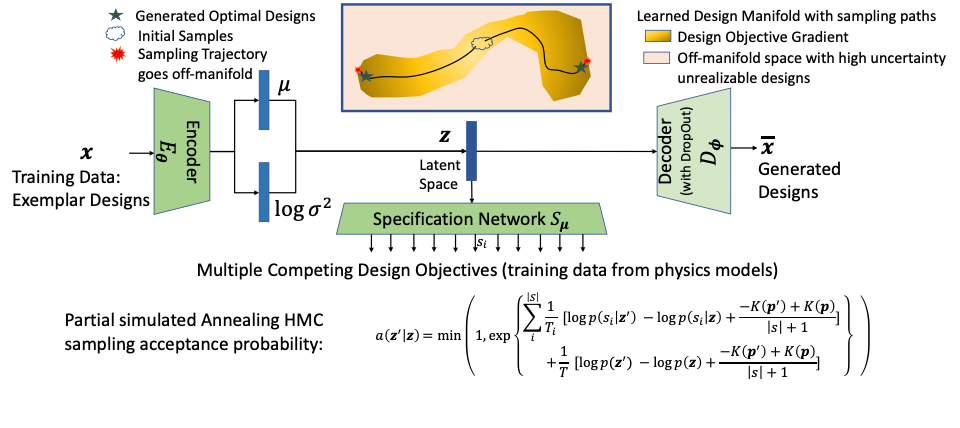 Generated Optimal Designs
Initial Samples
Sampling Trajectory
goes off-manifold
Learned Design Manifold with sampling paths
Design Objective Gradient
Off-manifold space with high uncertainty
unrealizable designs
x
Training Data:
Exemplar Designs
Encoder
E_θ
μ
log σ²
z
Latent
Space
Decoder
(with DropOut)
D_ϕ
x̅
Generated
Designs
Specification Network S_μ
s_i
Multiple Competing Design Objectives (training data from physics models)
Partial simulated Annealing HMC
sampling acceptance probability:
a(z′|z) = min ( 1, exp { ∑_i^|s| 1/T_i [log p(s_i|z′) − log p(s_i|z) + (−K(p′) + K(p))/(|s| + 1)]
+ 1/T [log p(z′) − log p(z) + (−K(p′) + K(p))/(|s| + 1)] } )